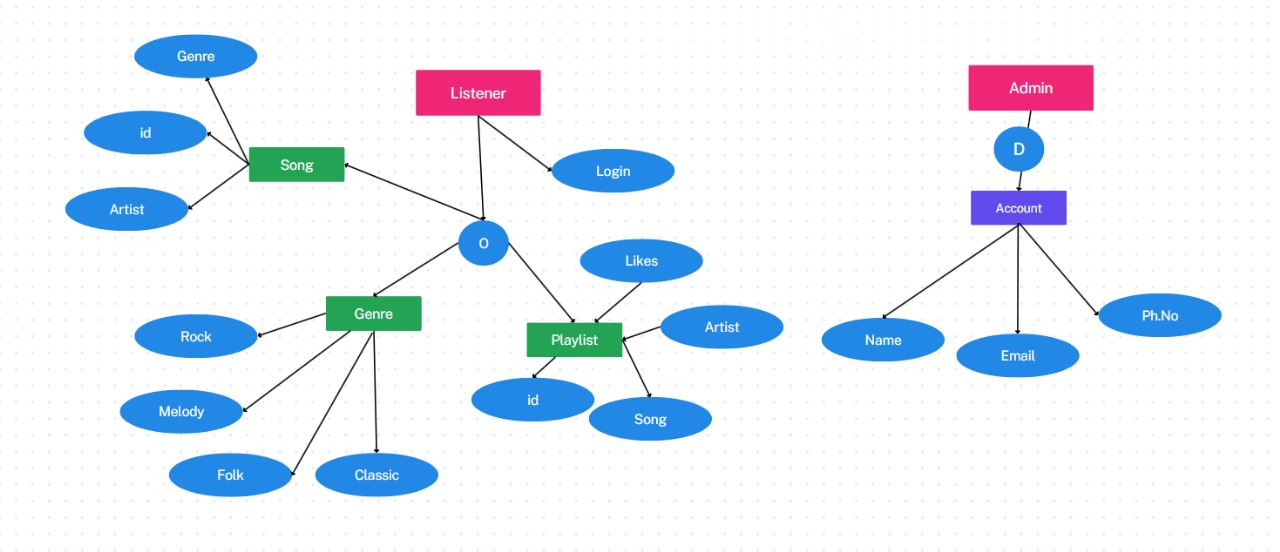 Genre
Listener
Admin
id
D
Song
Login
Artist
Account
O
Likes
Genre
Ph.No
Artist
Rock
Playlist
Name
Email
id
Melody
Song
Folk
Classic